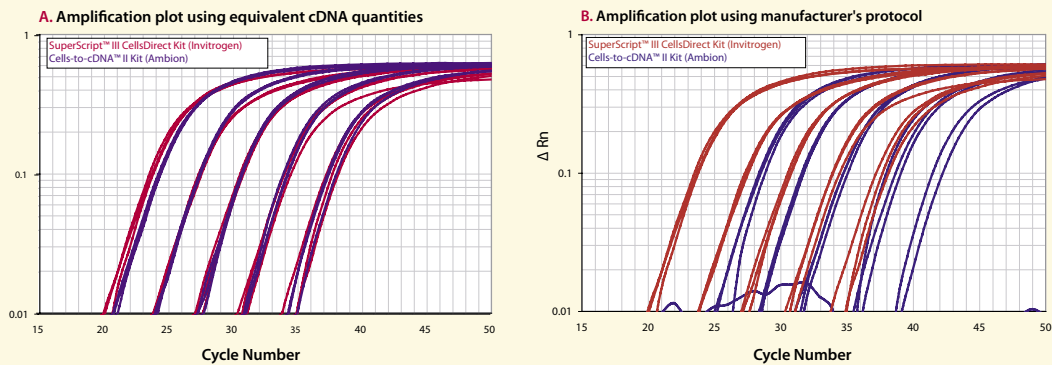 A. Amplification plot using equivalent cDNA quantities
1
SuperScript™ III CellsDirect Kit (Invitrogen)
Cells-to-cDNA™ II Kit (Ambion)
0.1
0.01
15 20 25 30 35 40 45 50
Cycle Number
B. Amplification plot using manufacturer's protocol
1
SuperScript™ III CellsDirect Kit (Invitrogen)
Cells-to-cDNA™ II Kit (Ambion)
Δ Rn
0.1
0.01
15 20 25 30 35 40 45 50
Cycle Number